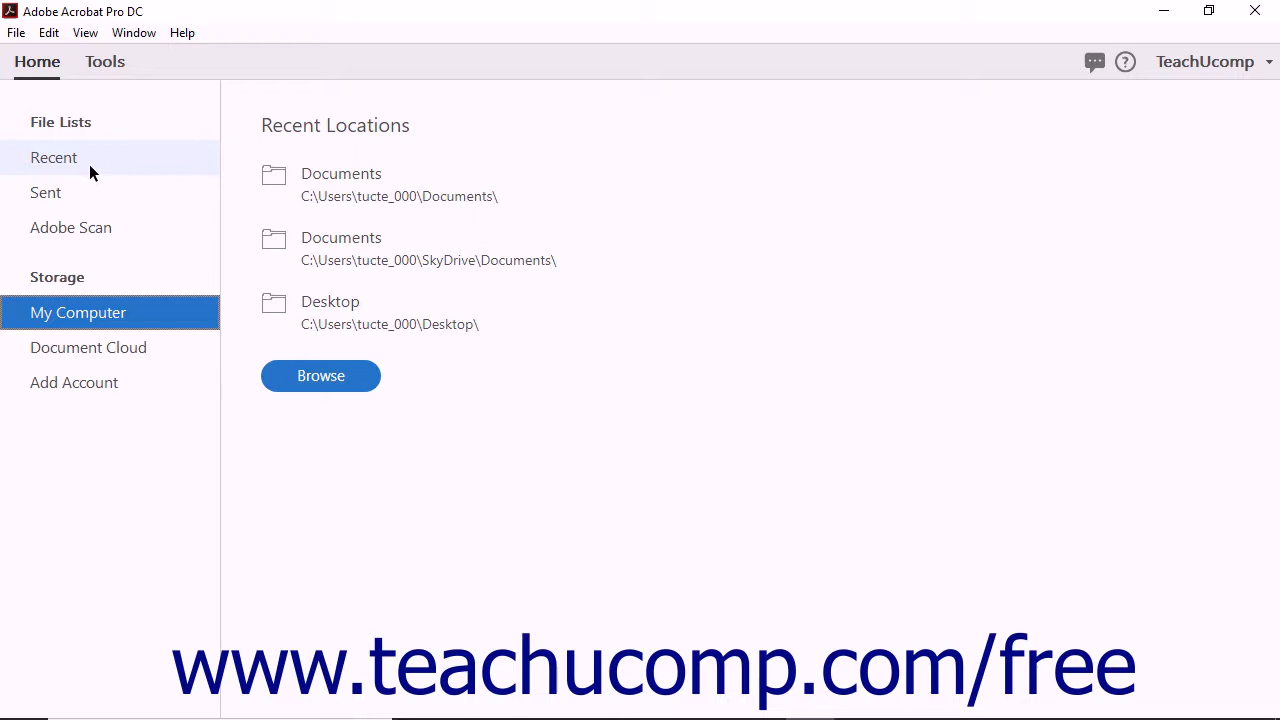 Adobe Acrobat Pro DC
File Edit View Window Help
Home Tools
TeachUcomp
File Lists
Recent
Sent
Adobe Scan
Storage
My Computer
Document Cloud
Add Account
Recent Locations
Documents
C:\Users\tucte_000\Documents\
Documents
C:\Users\tucte_000\SkyDrive\Documents\
Desktop
C:\Users\tucte_000\Desktop\
Browse
www.teachucomp.com/free